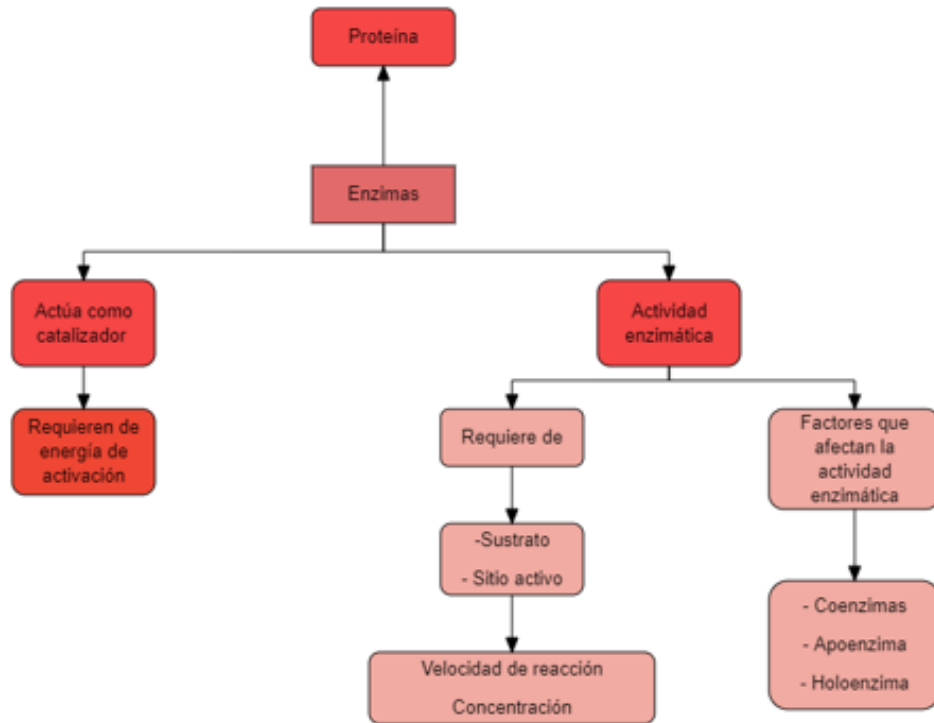 Proteína
Enzimas
Actúa como
catalizador
Actividad
enzimática
Requieren de
energía de
activación
Requiere de
Factores que
afectan la
actividad
enzimática
-Sustrato
- Sitio activo
- Coenzimas
- Apoenzima
- Holoenzima
Velocidad de reacción
Concentración